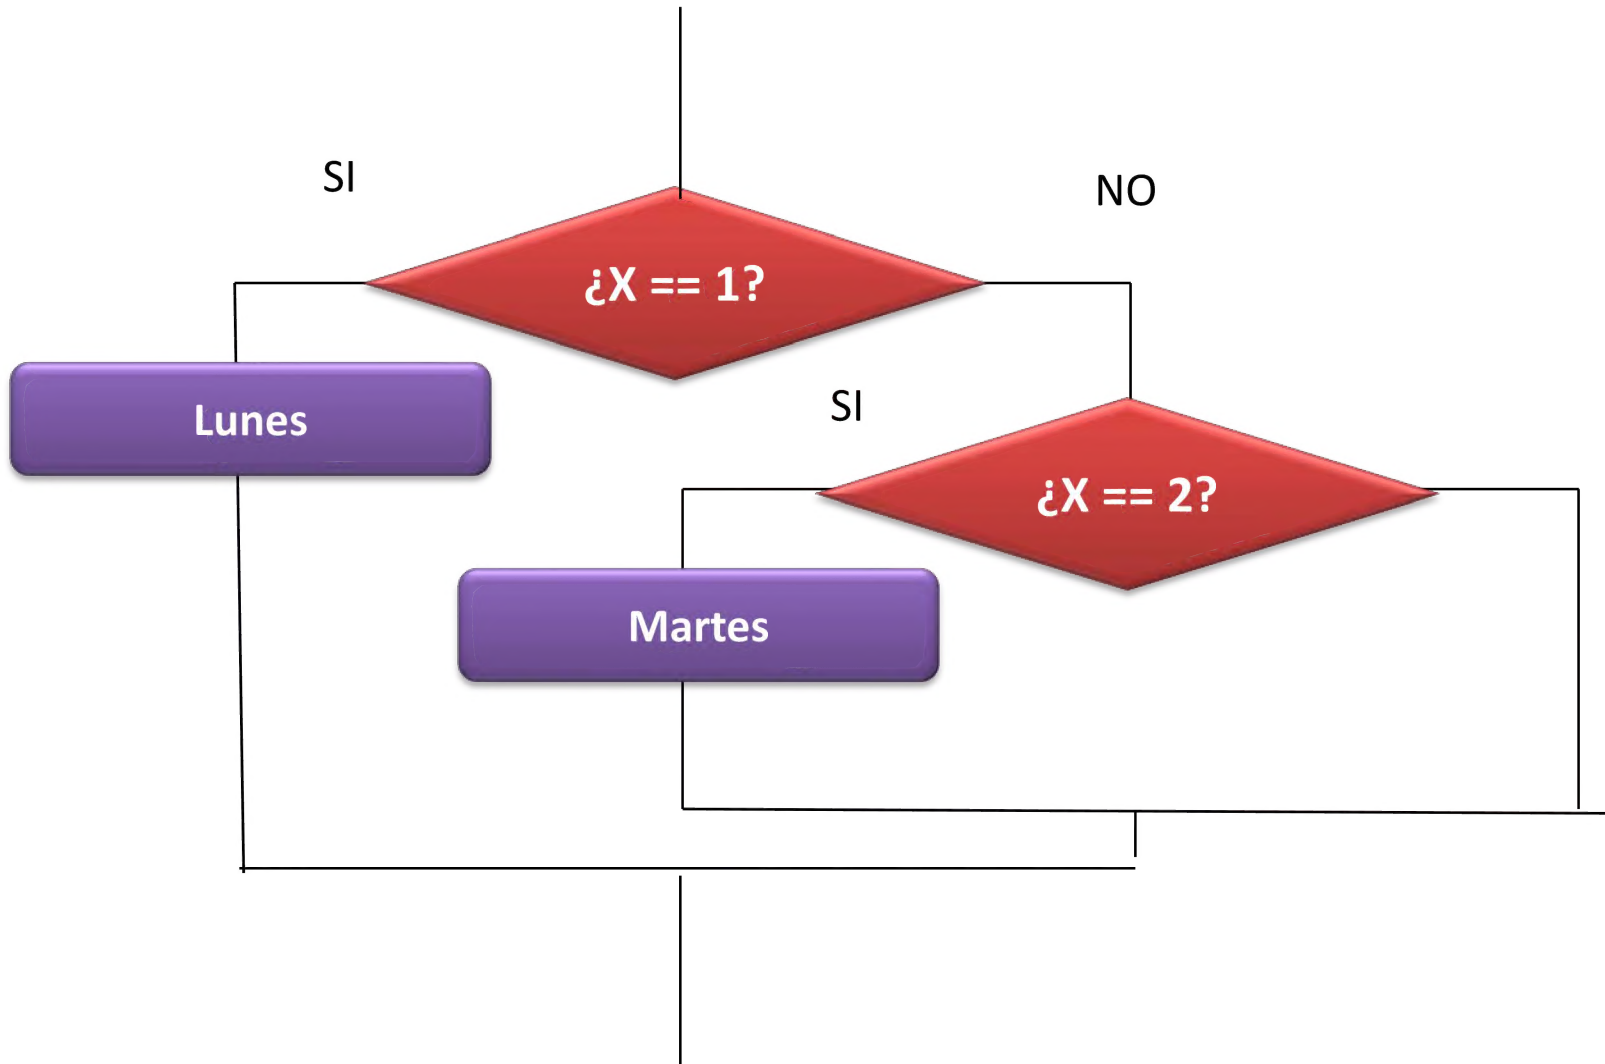 SI
NO
¿X == 1?
Lunes
SI
¿X == 2?
Martes